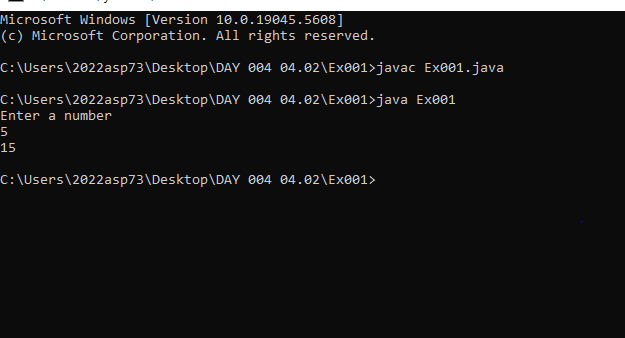 Microsoft Windows [Version 10.0.19045.5608]
(c) Microsoft Corporation. All rights reserved.
C:\Users\2022asp73\Desktop\DAY 004 04.02\Ex001>javac Ex001.java
C:\Users\2022asp73\Desktop\DAY 004 04.02\Ex001>java Ex001
Enter a number
5
15
C:\Users\2022asp73\Desktop\DAY 004 04.02\Ex001>